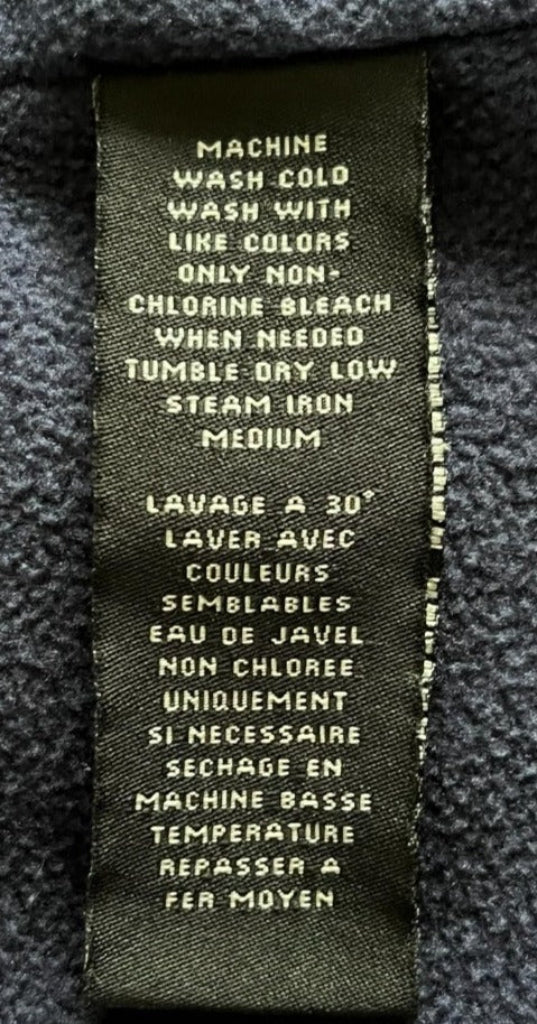 MACHINE
WASH COLD
WASH WITH
LIKE COLORS
ONLY NON-
CHLORINE BLEACH
WHEN NEEDED
TUMBLE DRY LOW
STEAM IRON
MEDIUM
LAVAGE A 30°
LAVER AVEC
COULEURS
SEMBLABLES
EAU DE JAVEL
NON CHLOREE
UNIQUEMENT
SI NECESSAIRE
SECHAGE EN
MACHINE BASSE
TEMPERATURE
REPASSER A
FER MOYEN